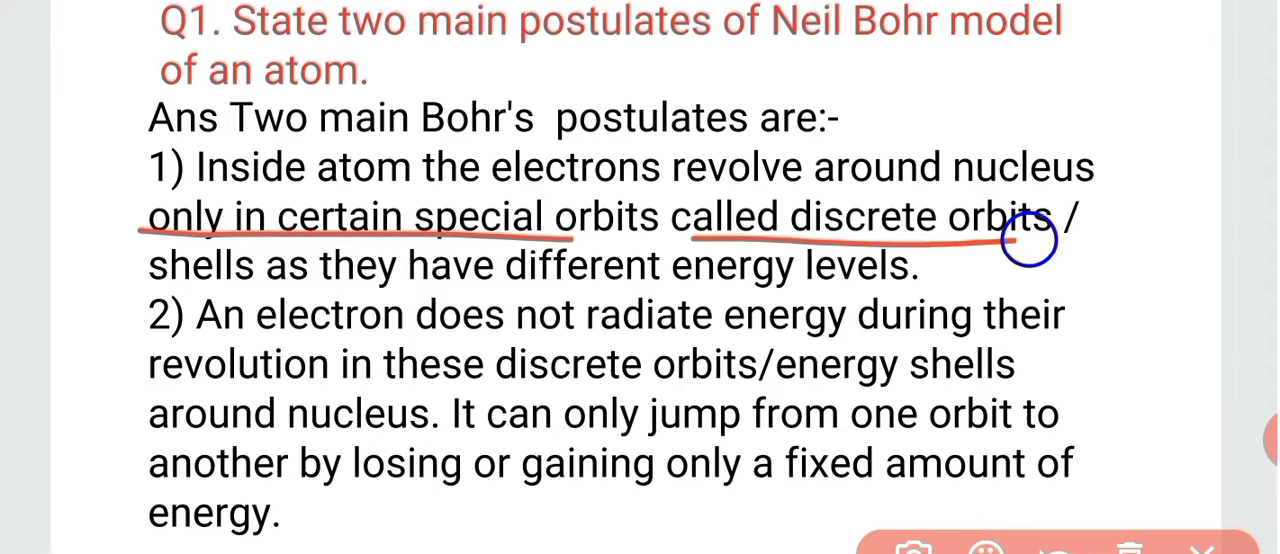 Q1. State two main postulates of Neil Bohr model
of an atom.
Ans Two main Bohr's postulates are:-
1) Inside atom the electrons revolve around nucleus
only in certain special orbits called discrete orbits /
shells as they have different energy levels.
2) An electron does not radiate energy during their
revolution in these discrete orbits/energy shells
around nucleus. It can only jump from one orbit to
another by losing or gaining only a fixed amount of
energy.